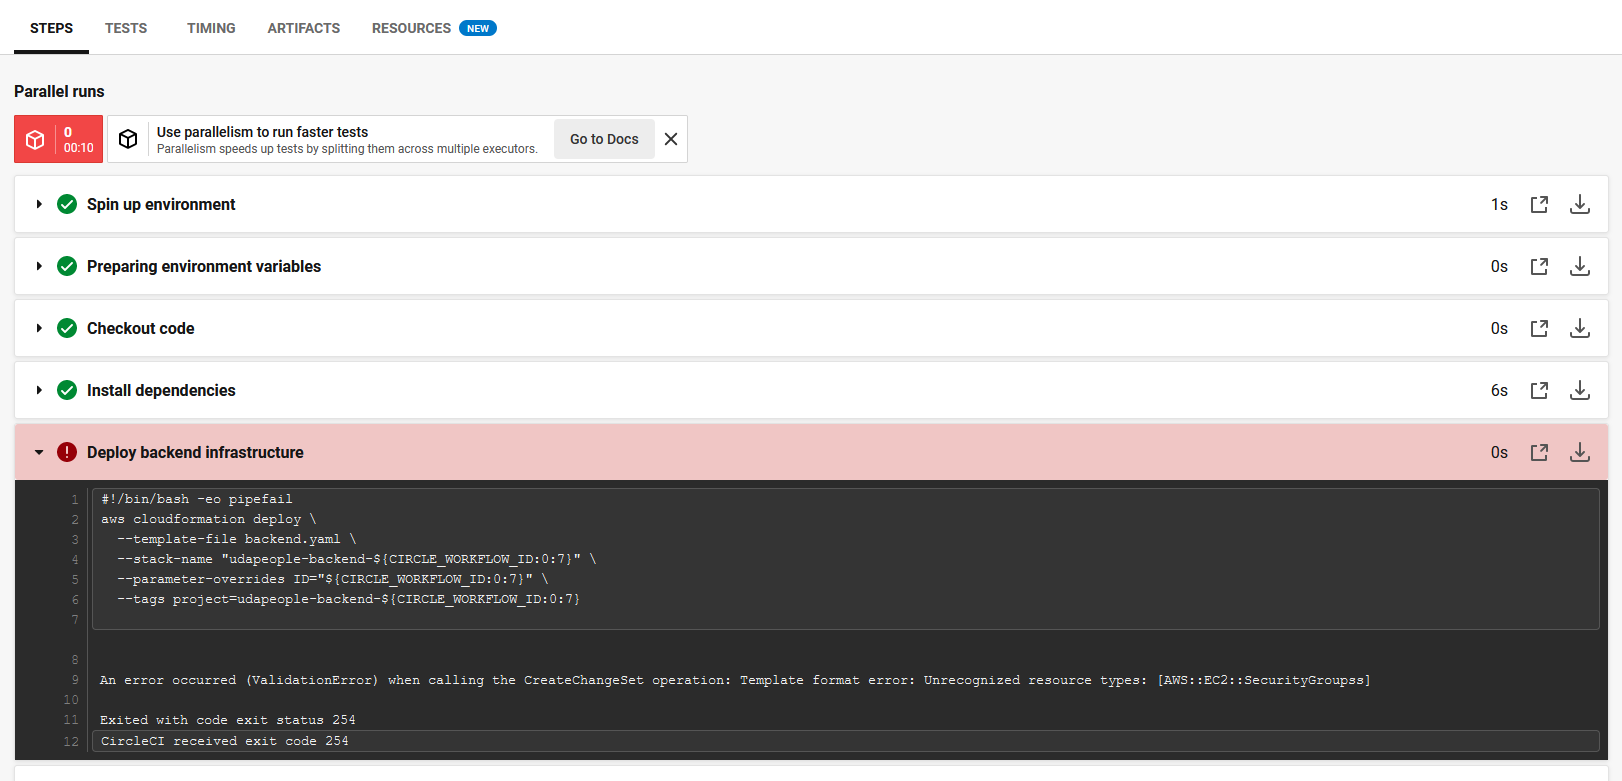 STEPS TESTS TIMING ARTIFACTS RESOURCES NEW
Parallel runs
0
00:10
Use parallelism to run faster tests
Parallelism speeds up tests by splitting them across multiple executors.
Go to Docs
Spin up environment 1s
Preparing environment variables 0s
Checkout code 0s
Install dependencies 6s
Deploy backend infrastructure 0s
1 #!/bin/bash -eo pipefail
2 aws cloudformation deploy \
3 --template-file backend.yaml \
4 --stack-name "udapeople-backend-${CIRCLE_WORKFLOW_ID:0:7}" \
5 --parameter-overrides ID="${CIRCLE_WORKFLOW_ID:0:7}" \
6 --tags project=udapeople-backend-${CIRCLE_WORKFLOW_ID:0:7}
7
8
9 An error occurred (ValidationError) when calling the CreateChangeSet operation: Template format error: Unrecognized resource types: [AWS::EC2::SecurityGroupss]
10
11 Exited with code exit status 254
12 CircleCI received exit code 254